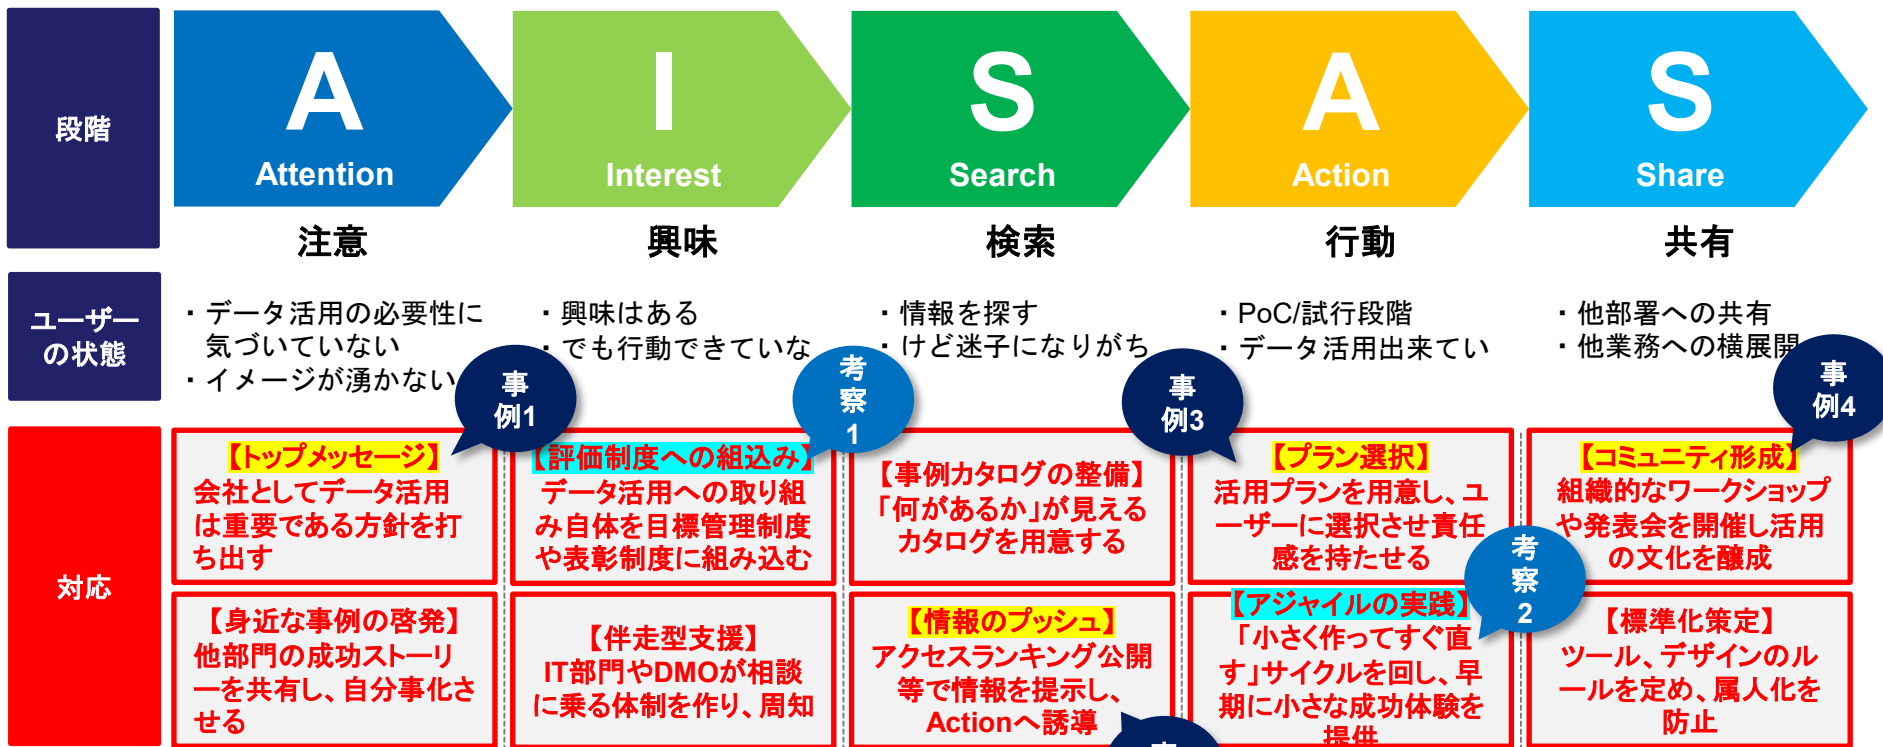 段階
A
Attention
注意
I
Interest
興味
S
Search
検索
A
Action
行動
S
Share
共有
ユーザー
の状態
・データ活用の必要性に
気づいていない
・イメージが湧かない
・興味はある
・でも行動できていな
・情報を探す
・けど迷子になりがち
・PoC/試行段階
・データ活用出来てい
・他部署への共有
・他業務への横展開
事
例1
考
察
1
事
例3
事
例4
対応
【トップメッセージ】
会社としてデータ活用
は重要である方針を打
ち出す
【評価制度への組込み】
データ活用への取り組
み自体を目標管理制度
や表彰制度に組み込む
【事例カタログの整備】
「何があるか」が見える
カタログを用意する
【プラン選択】
活用プランを用意し、ユ
ーザーに選択させ責任
感を持たせる
【コミュニティ形成】
組織的なワークショップ
や発表会を開催し活用
の文化を醸成
考
察
2
【身近な事例の啓発】
他部門の成功ストーリ
ーを共有し、自分事化さ
せる
【伴走型支援】
IT部門やDMOが相談
に乗る体制を作り、周知
【情報のプッシュ】
アクセスランキング公開
等で情報を提示し、
Actionへ誘導
【アジャイルの実践】
「小さく作ってすぐ直
す」サイクルを回し、早
期に小さな成功体験を
提供
【標準化策定】
ツール、デザインのル
ールを定め、属人化を
防止